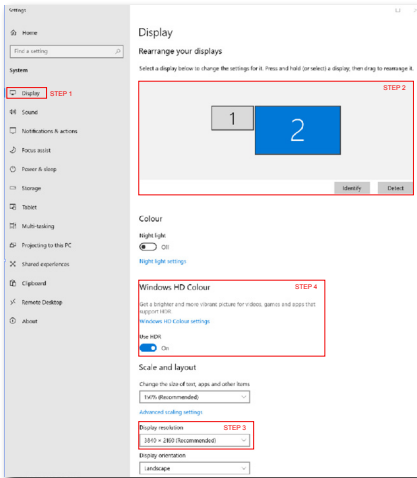 Settings
Home
Find a setting
System
Display
STEP 1
Sound
Notifications & actions
Focus assist
Power & sleep
Storage
Tablet
Multi-tasking
Projecting to this PC
Shared experiences
Clipboard
Remote Desktop
About
Display
Rearrange your displays
Select a display below to change the settings for it. Press and hold (or select) a display, then drag to rearrange it.
STEP 2
1
2
Identify
Detect
Colour
Night light
Off
Night light settings
Windows HD Colour
STEP 4
Get a brighter and more vibrant picture for videos, games and apps that
support HDR.
Windows HD Colour settings
Use HDR
On
Scale and layout
Change the size of text, apps and other items
150% (Recommended)
Advanced scaling settings
Display resolution
STEP 3
3840 × 2160 (Recommended)
Display orientation
Landscape